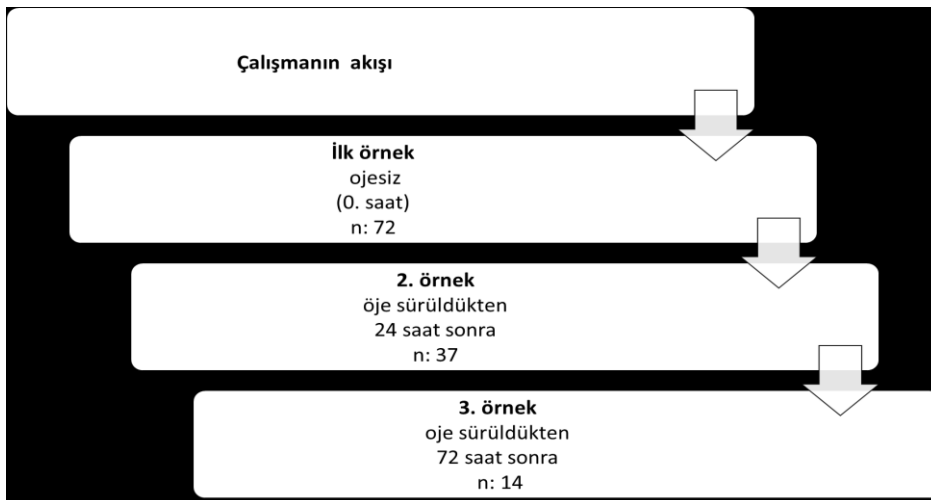 Çalışmanın akışı
İlk örnek
ojesiz
(0. saat)
n: 72
2. örnek
öje sürüldükten
24 saat sonra
n: 37
3. örnek
oje sürüldükten
72 saat sonra
n: 14